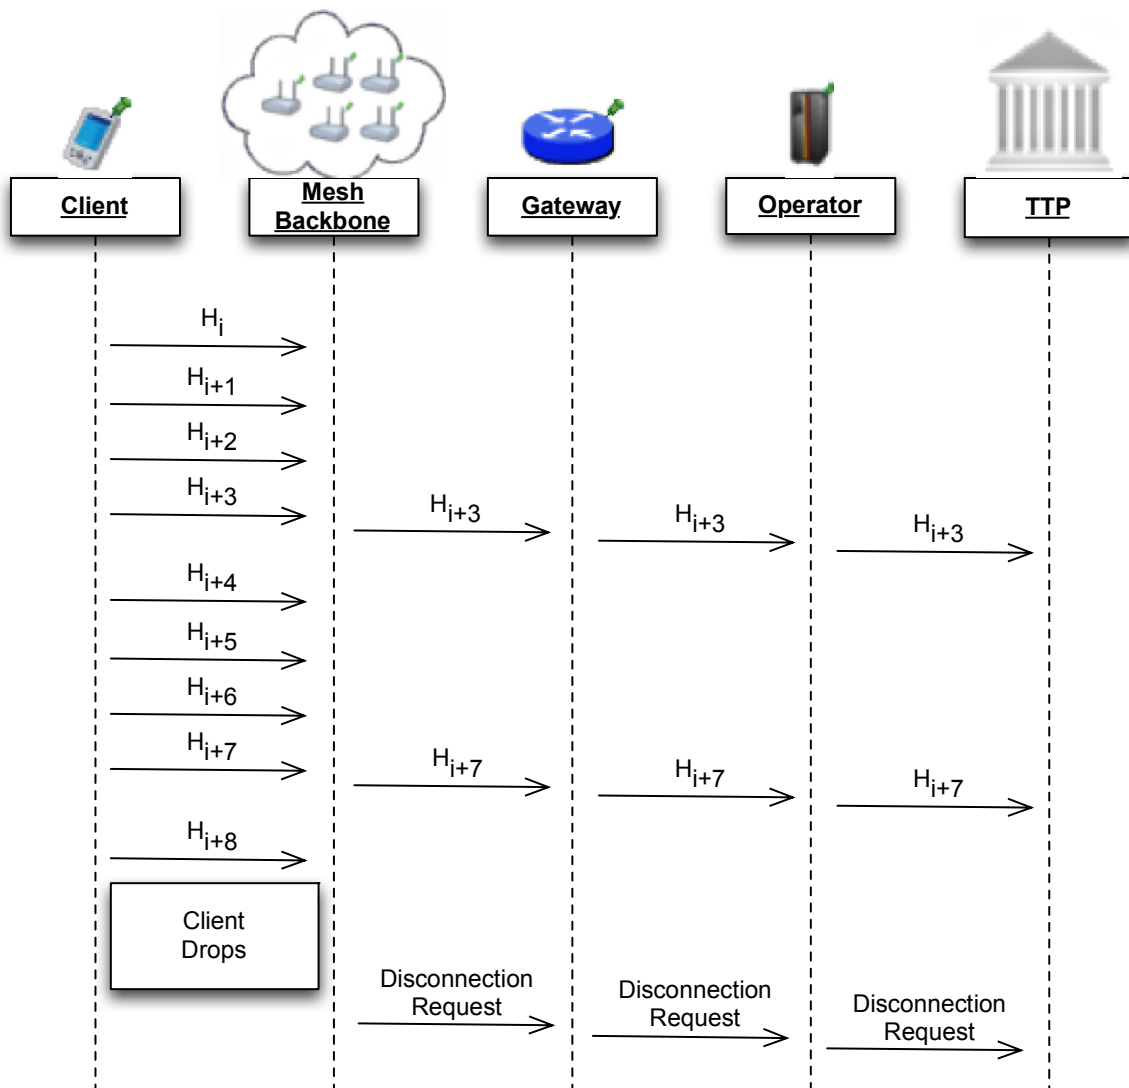 Client
Mesh
Backbone
Gateway
Operator
TTP
Hi
Hi+1
Hi+2
Hi+3
Hi+3
Hi+3
Hi+3
Hi+4
Hi+5
Hi+6
Hi+7
Hi+7
Hi+7
Hi+7
Hi+8
Client
Drops
Disconnection
Request
Disconnection
Request
Disconnection
Request